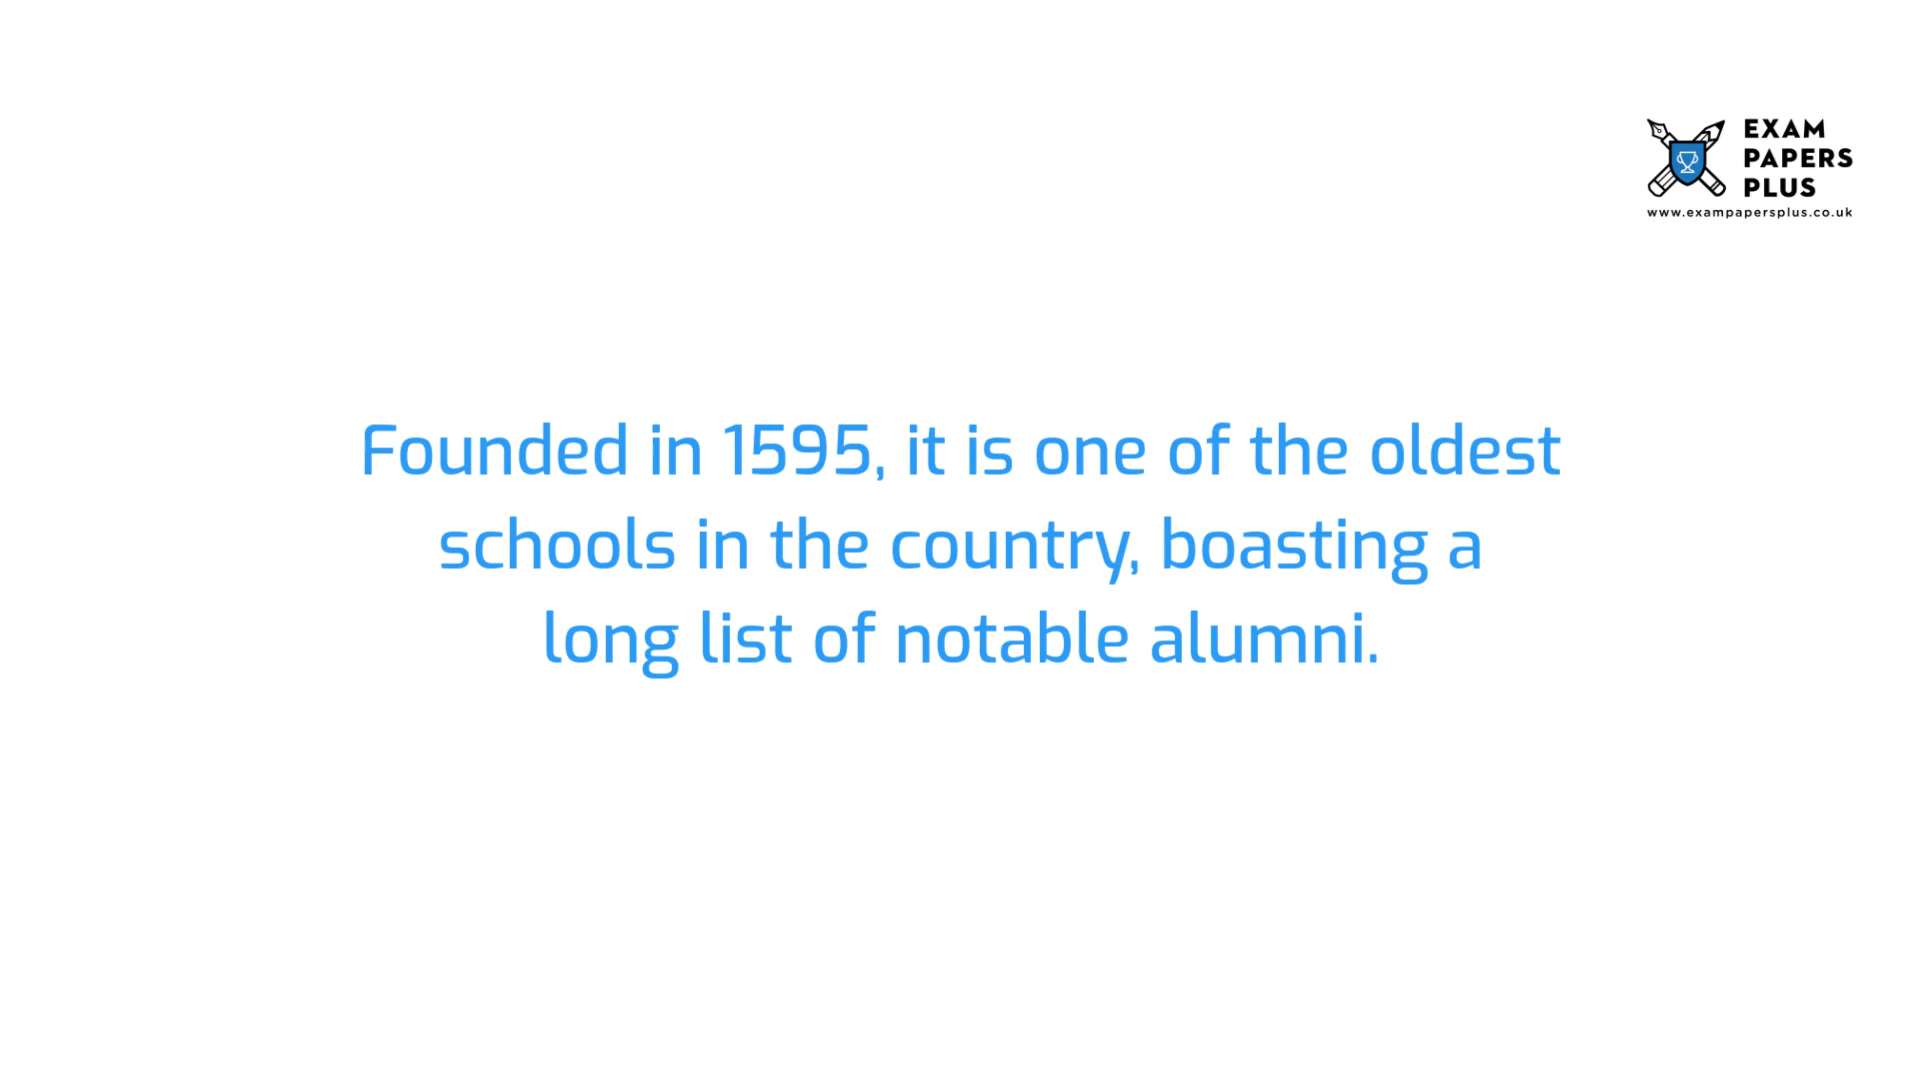 EXAM
PAPERS
PLUS
www.exampapersplus.co.uk
Founded in 1595, it is one of the oldest
schools in the country, boasting a
long list of notable alumni.